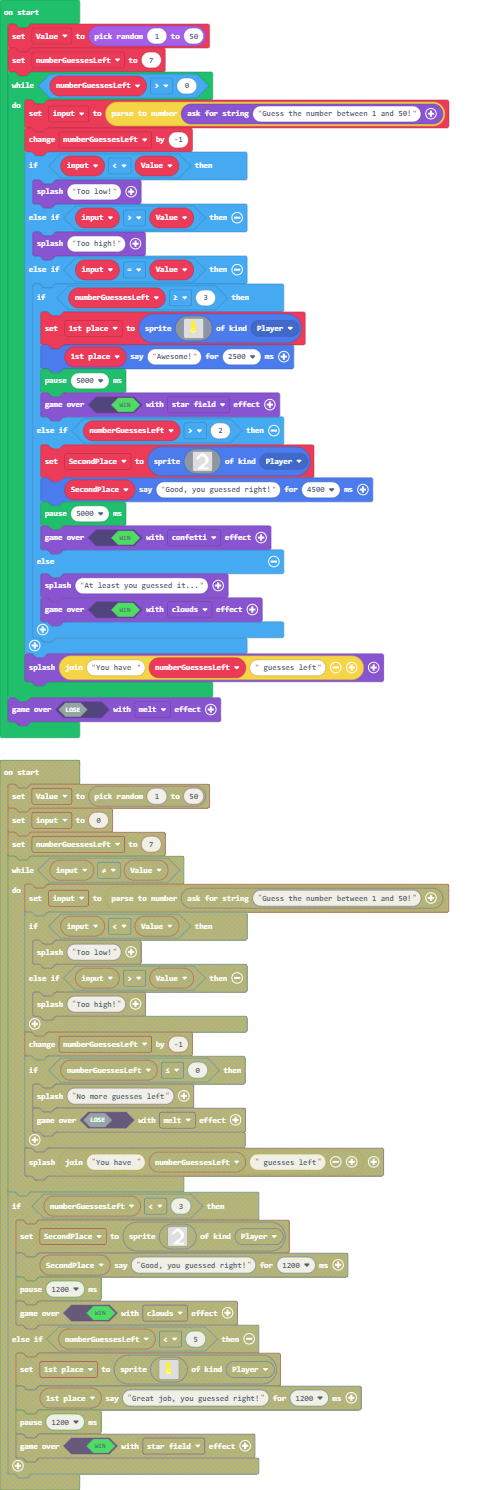 on start
set Value to pick random 1 to 50
set numberGuessesLeft to 7
while numberGuessesLeft > 0
do
set input to parse to number ask for string "Guess the number between 1 and 50!"
change numberGuessesLeft by -1
if input < Value then
splash "Too low!"
else if input > Value then
splash "Too high!"
else if input = Value then
if numberGuessesLeft ≥ 3 then
set 1st place to sprite of kind Player
1st place say "Awesome!" for 2500 ms
pause 5000 ms
game over WIN with star field effect
else if numberGuessesLeft > 2 then
set SecondPlace to sprite 2 of kind Player
SecondPlace say "Good, you guessed right!" for 4500 ms
pause 5000 ms
game over WIN with confetti effect
else
splash "At least you guessed it..."
game over WIN with clouds effect
splash join "You have " numberGuessesLeft " guesses left"
game over LOSE with melt effect
on start
set Value to pick random 1 to 50
set input to 0
set numberGuessesLeft to 7
while input ≠ Value
do
set input to parse to number ask for string "Guess the number between 1 and 50!"
if input < Value then
splash "Too low!"
else if input > Value then
splash "Too high!"
change numberGuessesLeft by -1
if numberGuessesLeft ≤ 0 then
splash "No more guesses left"
game over LOSE with melt effect
splash join "You have " numberGuessesLeft " guesses left"
if numberGuessesLeft < 3 then
set SecondPlace to sprite 2 of kind Player
SecondPlace say "Good, you guessed right!" for 1200 ms
pause 1200 ms
game over WIN with clouds effect
else if numberGuessesLeft < 5 then
set 1st place to sprite 1 of kind Player
1st place say "Great job, you guessed right!" for 1200 ms
pause 1200 ms
game over WIN with star field effect